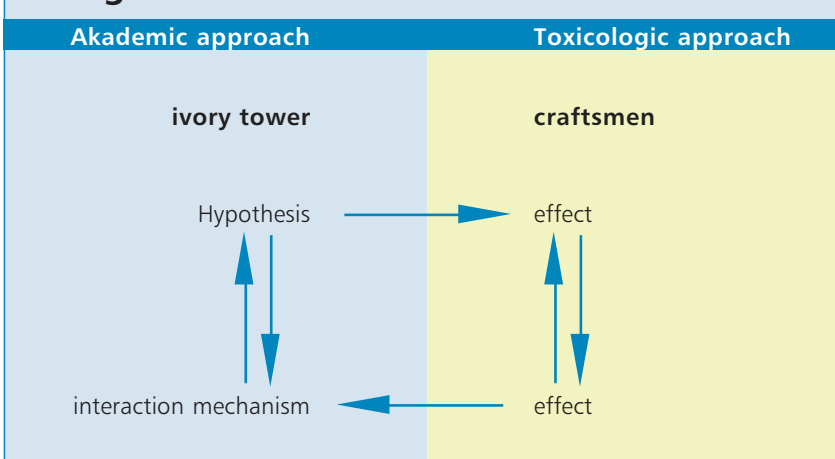 Akademic approach Toxicologic approach
ivory tower craftsmen
Hypothesis effect
interaction mechanism effect